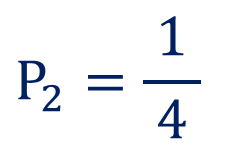 P₂ = 1/4